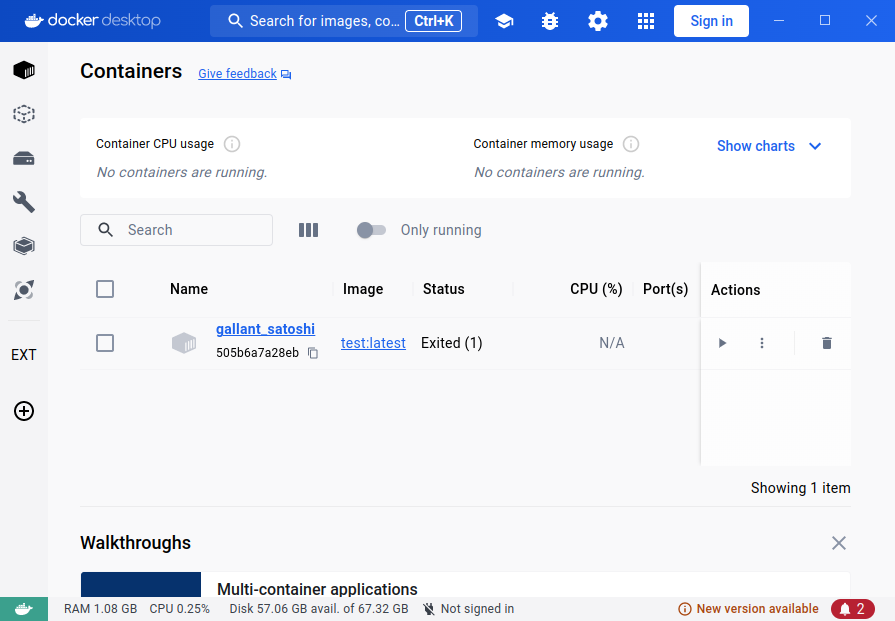 docker desktop
Search for images, co... Ctrl+K
Sign in
Containers
Give feedback
Container CPU usage
No containers are running.
Container memory usage
No containers are running.
Show charts
Search
Only running
Name Image Status CPU (%) Port(s) Actions
gallant_satoshi
505b6a7a28eb
test:latest
Exited (1)
N/A
EXT
Showing 1 item
Walkthroughs
Multi-container applications
RAM 1.08 GB CPU 0.25% Disk 57.06 GB avail. of 67.32 GB Not signed in New version available 2